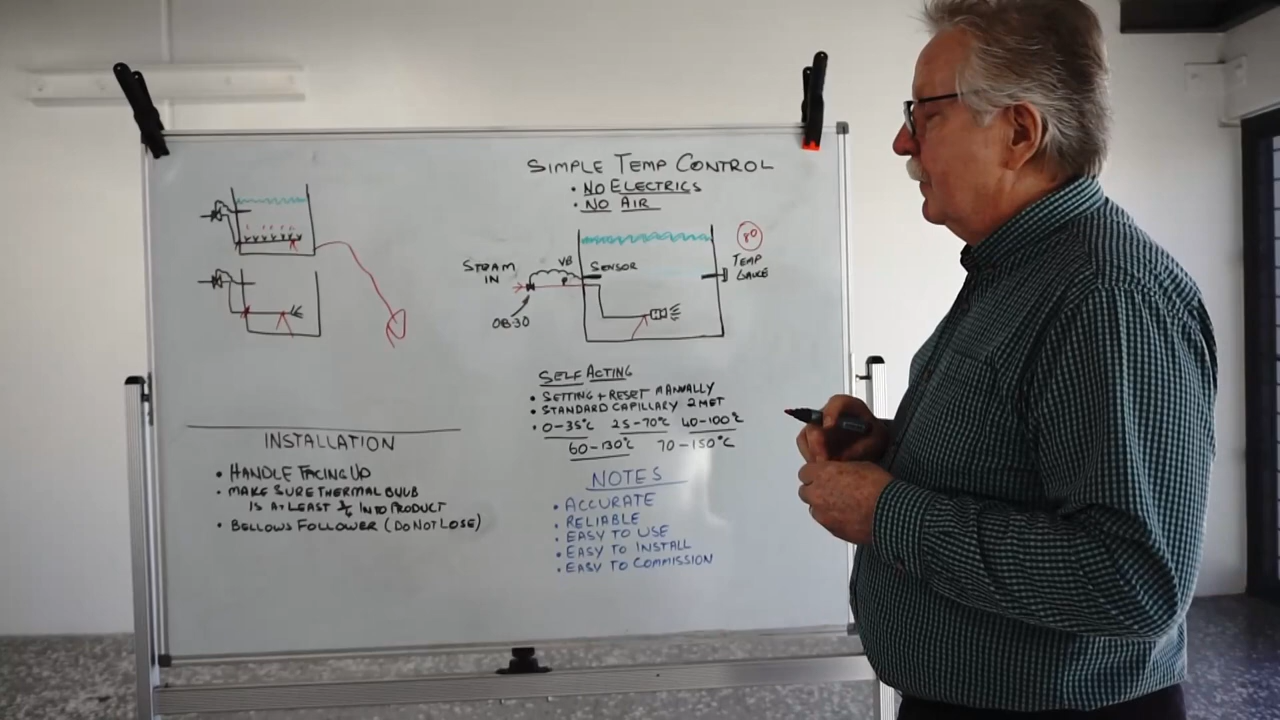 SIMPLE TEMP CONTROL
• NO ELECTRICS
• NO AIR
80
STEAM
IN
VB
P
SENSOR
TEMP
GAUGE
OB-30
SELF ACTING
• SETTING + RESET MANUALLY
• STANDARD CAPILLARY 2 MET
• 0-35°C 25-70°C 40-100°C
60-130°C 70-150°C
NOTES
• ACCURATE
• RELIABLE
• EASY TO USE
• EASY TO INSTALL
• EASY TO COMMISSION
INSTALLATION
• HANDLE FACING UP
• MAKE SURE THERMAL BULB
IS AT LEAST INTO PRODUCT
• BELLOWS FOLLOWER (DO NOT LOSE)